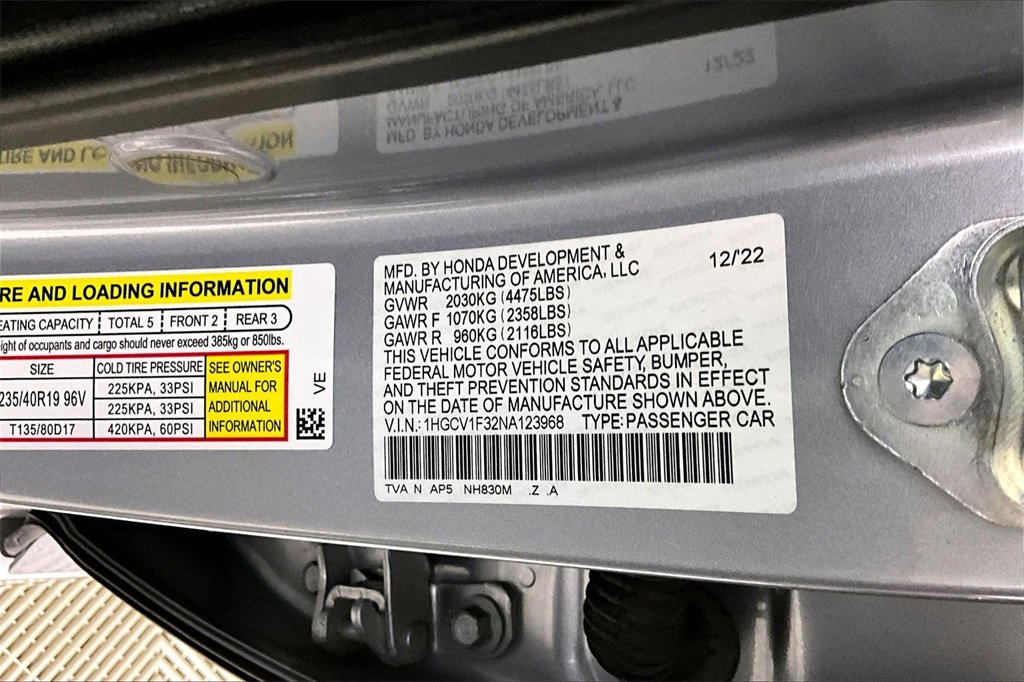 RE AND LOADING INFORMATION
EATING CAPACITY TOTAL 5 FRONT 2 REAR 3
eight of occupants and cargo should never exceed 385kg or 850lbs.
SIZE COLD TIRE PRESSURE SEE OWNER'S
235/40R19 96V 225KPA, 33PSI MANUAL FOR
225KPA, 33PSI ADDITIONAL
T135/80D17 420KPA, 60PSI INFORMATION
VE
MFD. BY HONDA DEVELOPMENT & 12/'22
MANUFACTURING OF AMERICA, LLC
GVWR 2030KG (4475LBS)
GAWR F 1070KG (2358LBS)
GAWR R 960KG (2116LBS)
THIS VEHICLE CONFORMS TO ALL APPLICABLE
FEDERAL MOTOR VEHICLE SAFETY, BUMPER,
AND THEFT PREVENTION STANDARDS IN EFFECT
ON THE DATE OF MANUFACTURE SHOWN ABOVE.
V.I.N.: 1HGCV1F32NA123968 TYPE: PASSENGER CAR
TVA N AP5 NH830M .Z .A